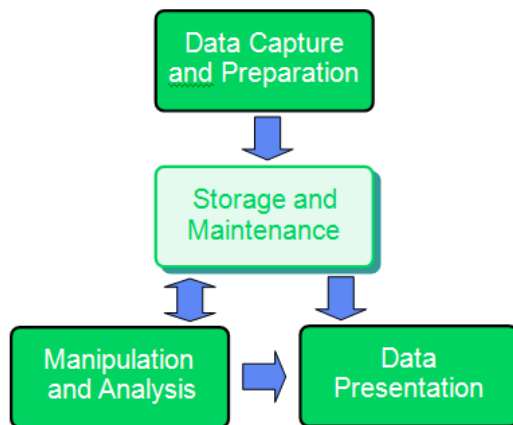 Data Capture
and Preparation
Storage and
Maintenance
Manipulation
and Analysis
Data
Presentation